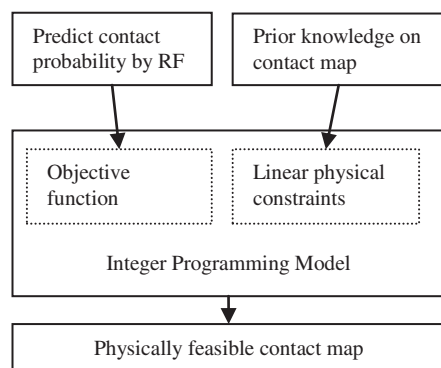 Predict contact
probability by RF
Prior knowledge on
contact map
Objective
function
Linear physical
constraints
Integer Programming Model
Physically feasible contact map